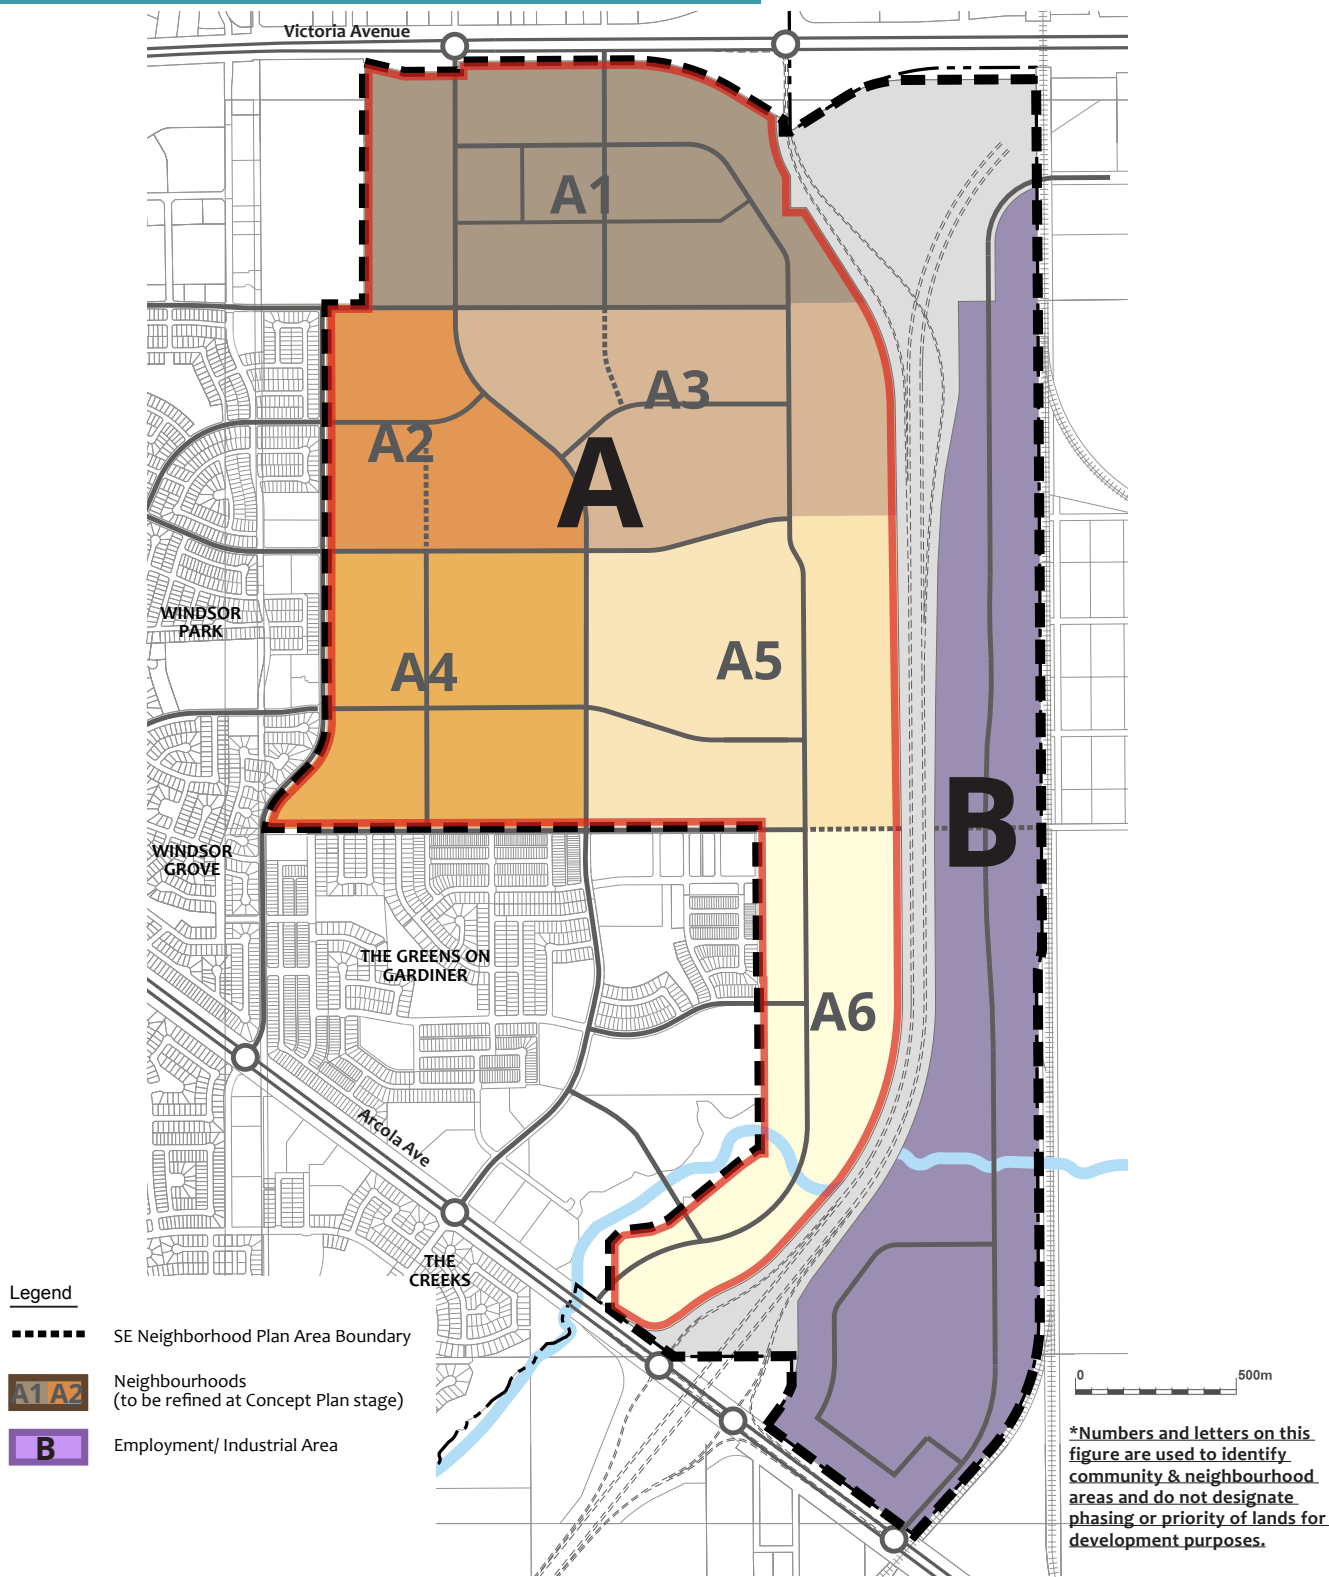 Victoria Avenue
A1
A3
A2
A
WINDSOR
PARK
A4
A5
B
WINDSOR
GROVE
THE GREENS ON
GARDINER
A6
Arcola Ave
THE
CREEKS
Legend
SE Neighborhood Plan Area Boundary
A1 A2
Neighbourhoods
(to be refined at Concept Plan stage)
B
Employment/ Industrial Area
0 500m
*Numbers and letters on this
figure are used to identify
community & neighbourhood
areas and do not designate
phasing or priority of lands for
development purposes.